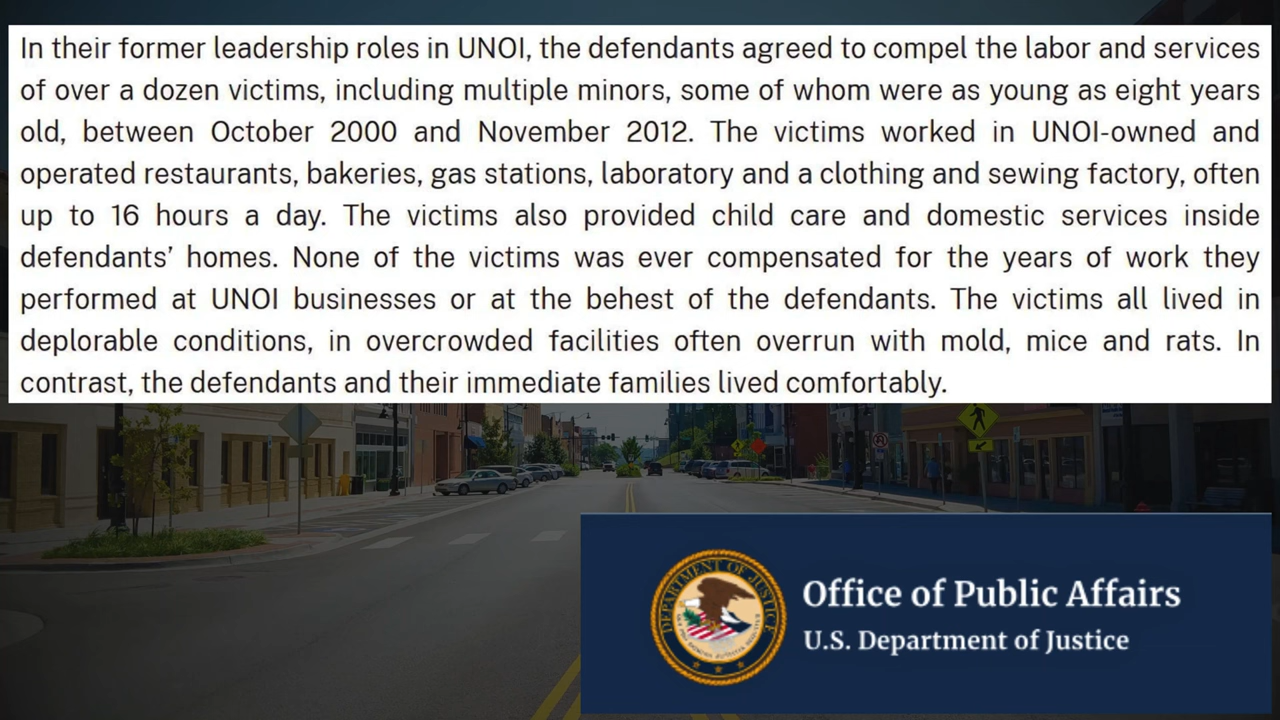 In their former leadership roles in UNOI, the defendants agreed to compel the labor and services
of over a dozen victims, including multiple minors, some of whom were as young as eight years
old, between October 2000 and November 2012. The victims worked in UNOI-owned and
operated restaurants, bakeries, gas stations, laboratory and a clothing and sewing factory, often
up to 16 hours a day. The victims also provided child care and domestic services inside
defendants’ homes. None of the victims was ever compensated for the years of work they
performed at UNOI businesses or at the behest of the defendants. The victims all lived in
deplorable conditions, in overcrowded facilities often overrun with mold, mice and rats. In
contrast, the defendants and their immediate families lived comfortably.
DEPARTMENT OF JUSTICE
Office of Public Affairs
U.S. Department of Justice